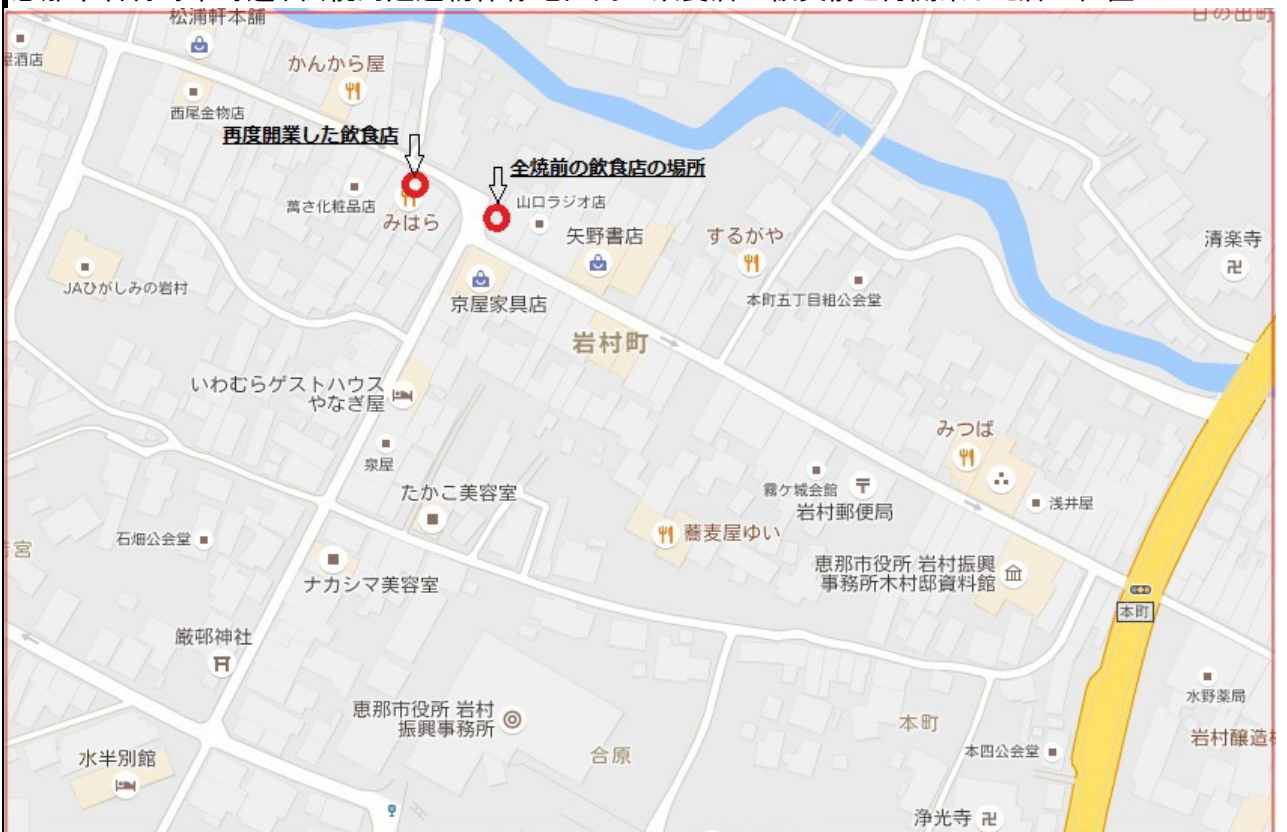 松浦軒本舗
日の出町
かんから屋
西尾金物店
再度開業した飲食店
全焼前の飲食店の場所
山口ラジオ店
萬さ化粧品店
みはら
矢野書店
するがや
清楽寺
JAひがしみの岩村
京屋家具店
本町五丁目組公会堂
岩村町
いわむらゲストハウス
やなぎ屋
みつば
泉屋
たかこ美容室
霧ケ城会館
岩村郵便局
浅井屋
石畑公会堂
蕎麦屋ゆい
恵那市役所 岩村振興
事務所木村邸資料館
ナカシマ美容室
本町
厳邨神社
水野薬局
恵那市役所 岩村
振興事務所
本町
岩村醸造
合原
本四公会堂
水半別館
浄光寺